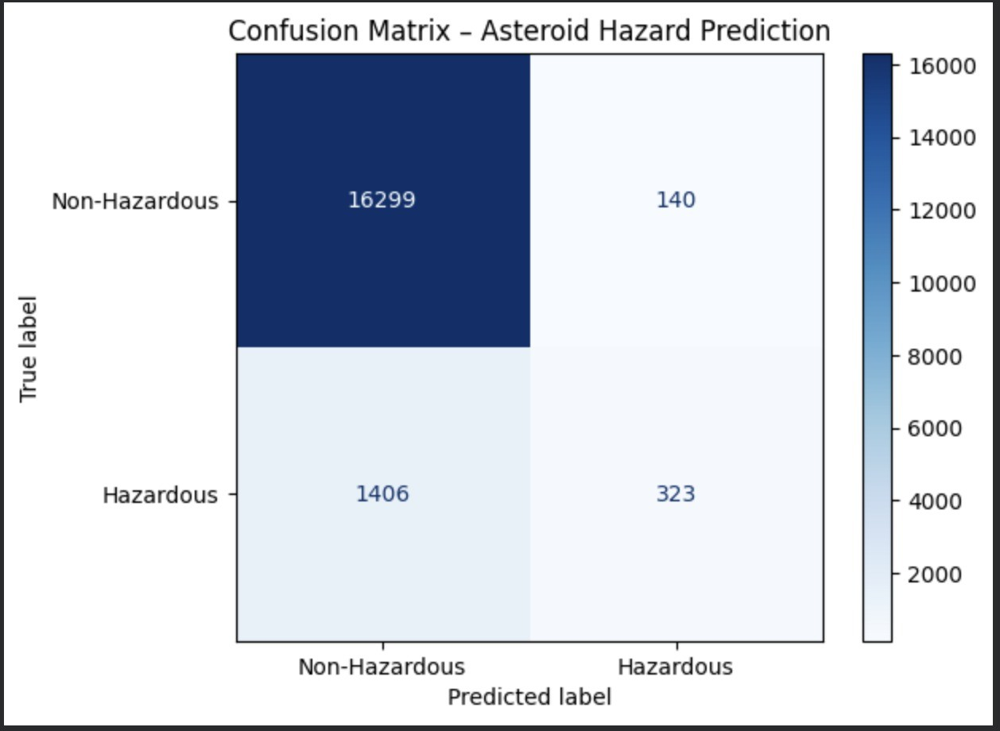 Confusion Matrix – Asteroid Hazard Prediction
True label
Non-Hazardous
16299
140
Hazardous
1406
323
Non-Hazardous
Hazardous
Predicted label
16000
14000
12000
10000
8000
6000
4000
2000